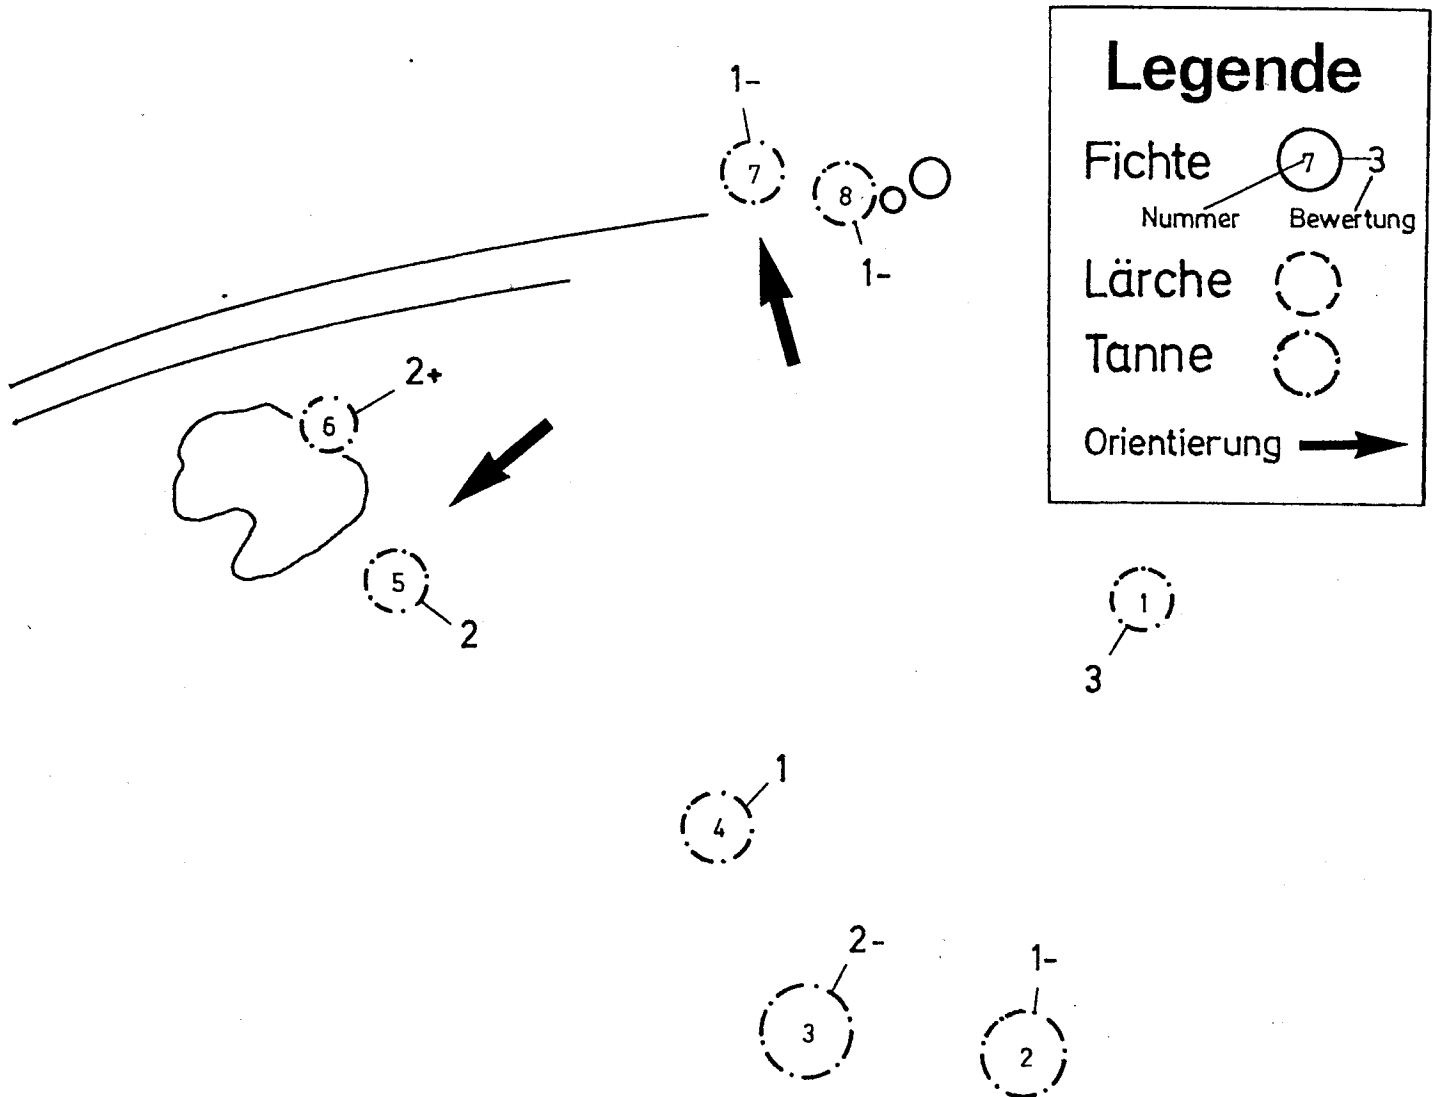 Legende
Fichte 7 3
Nummer Bewertung
Lärche
Tanne
Orientierung
1-
7
8
1-
2+
6
5
2
1
3
1
4
2-
3
1-
2